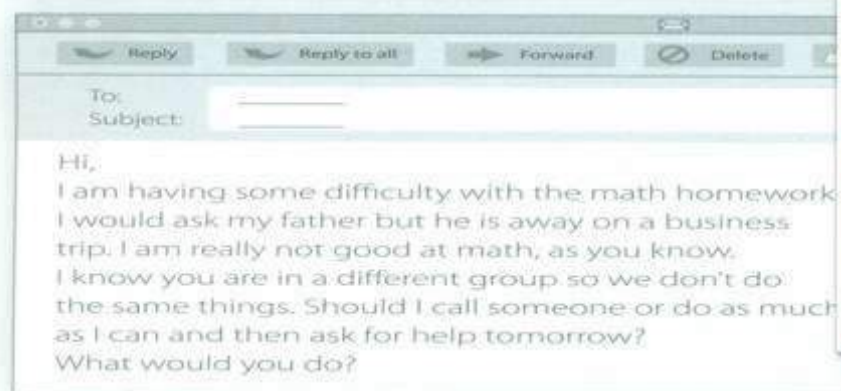 Reply Reply to all Forward Delete
To:
Subject:
Hi,
I am having some difficulty with the math homework
I would ask my father but he is away on a business
trip. I am really not good at math, as you know.
I know you are in a different group so we don't do
the same things. Should I call someone or do as much
as I can and then ask for help tomorrow?
What would you do?